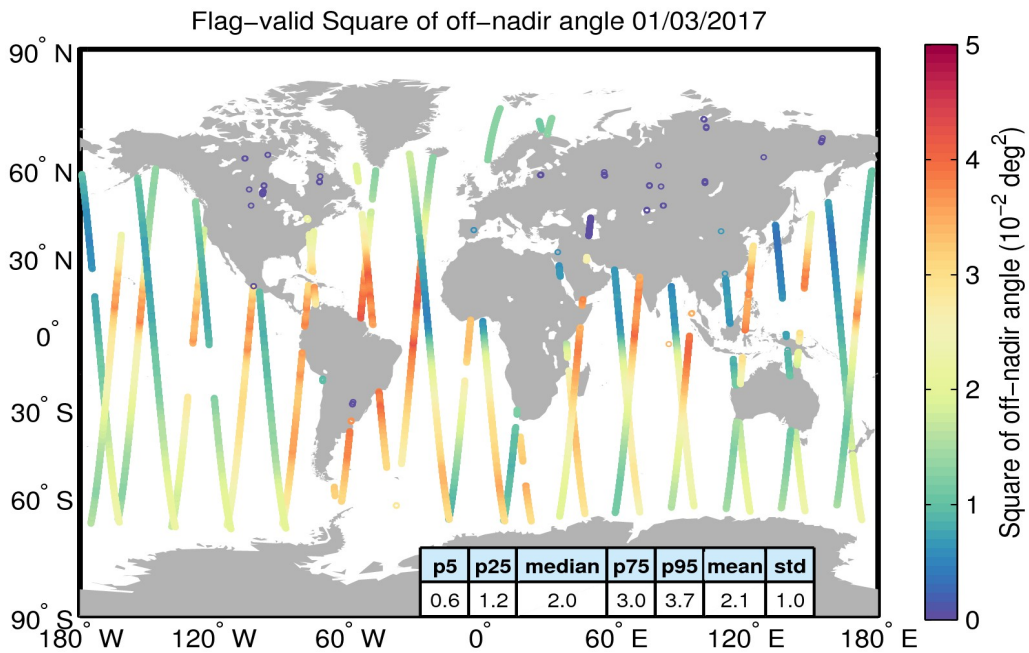 Flag-valid Square of off-nadir angle 01/03/2017
90° N
60° N
30° N
0°
30° S
60° S
90° S
180° W
120° W
60° W
0°
60° E
120° E
180° E
p5 p25 median p75 p95 mean std
0.6 1.2 2.0 3.0 3.7 2.1 1.0
5
4
3
2
1
0
Square of off-nadir angle (10⁻² deg²)